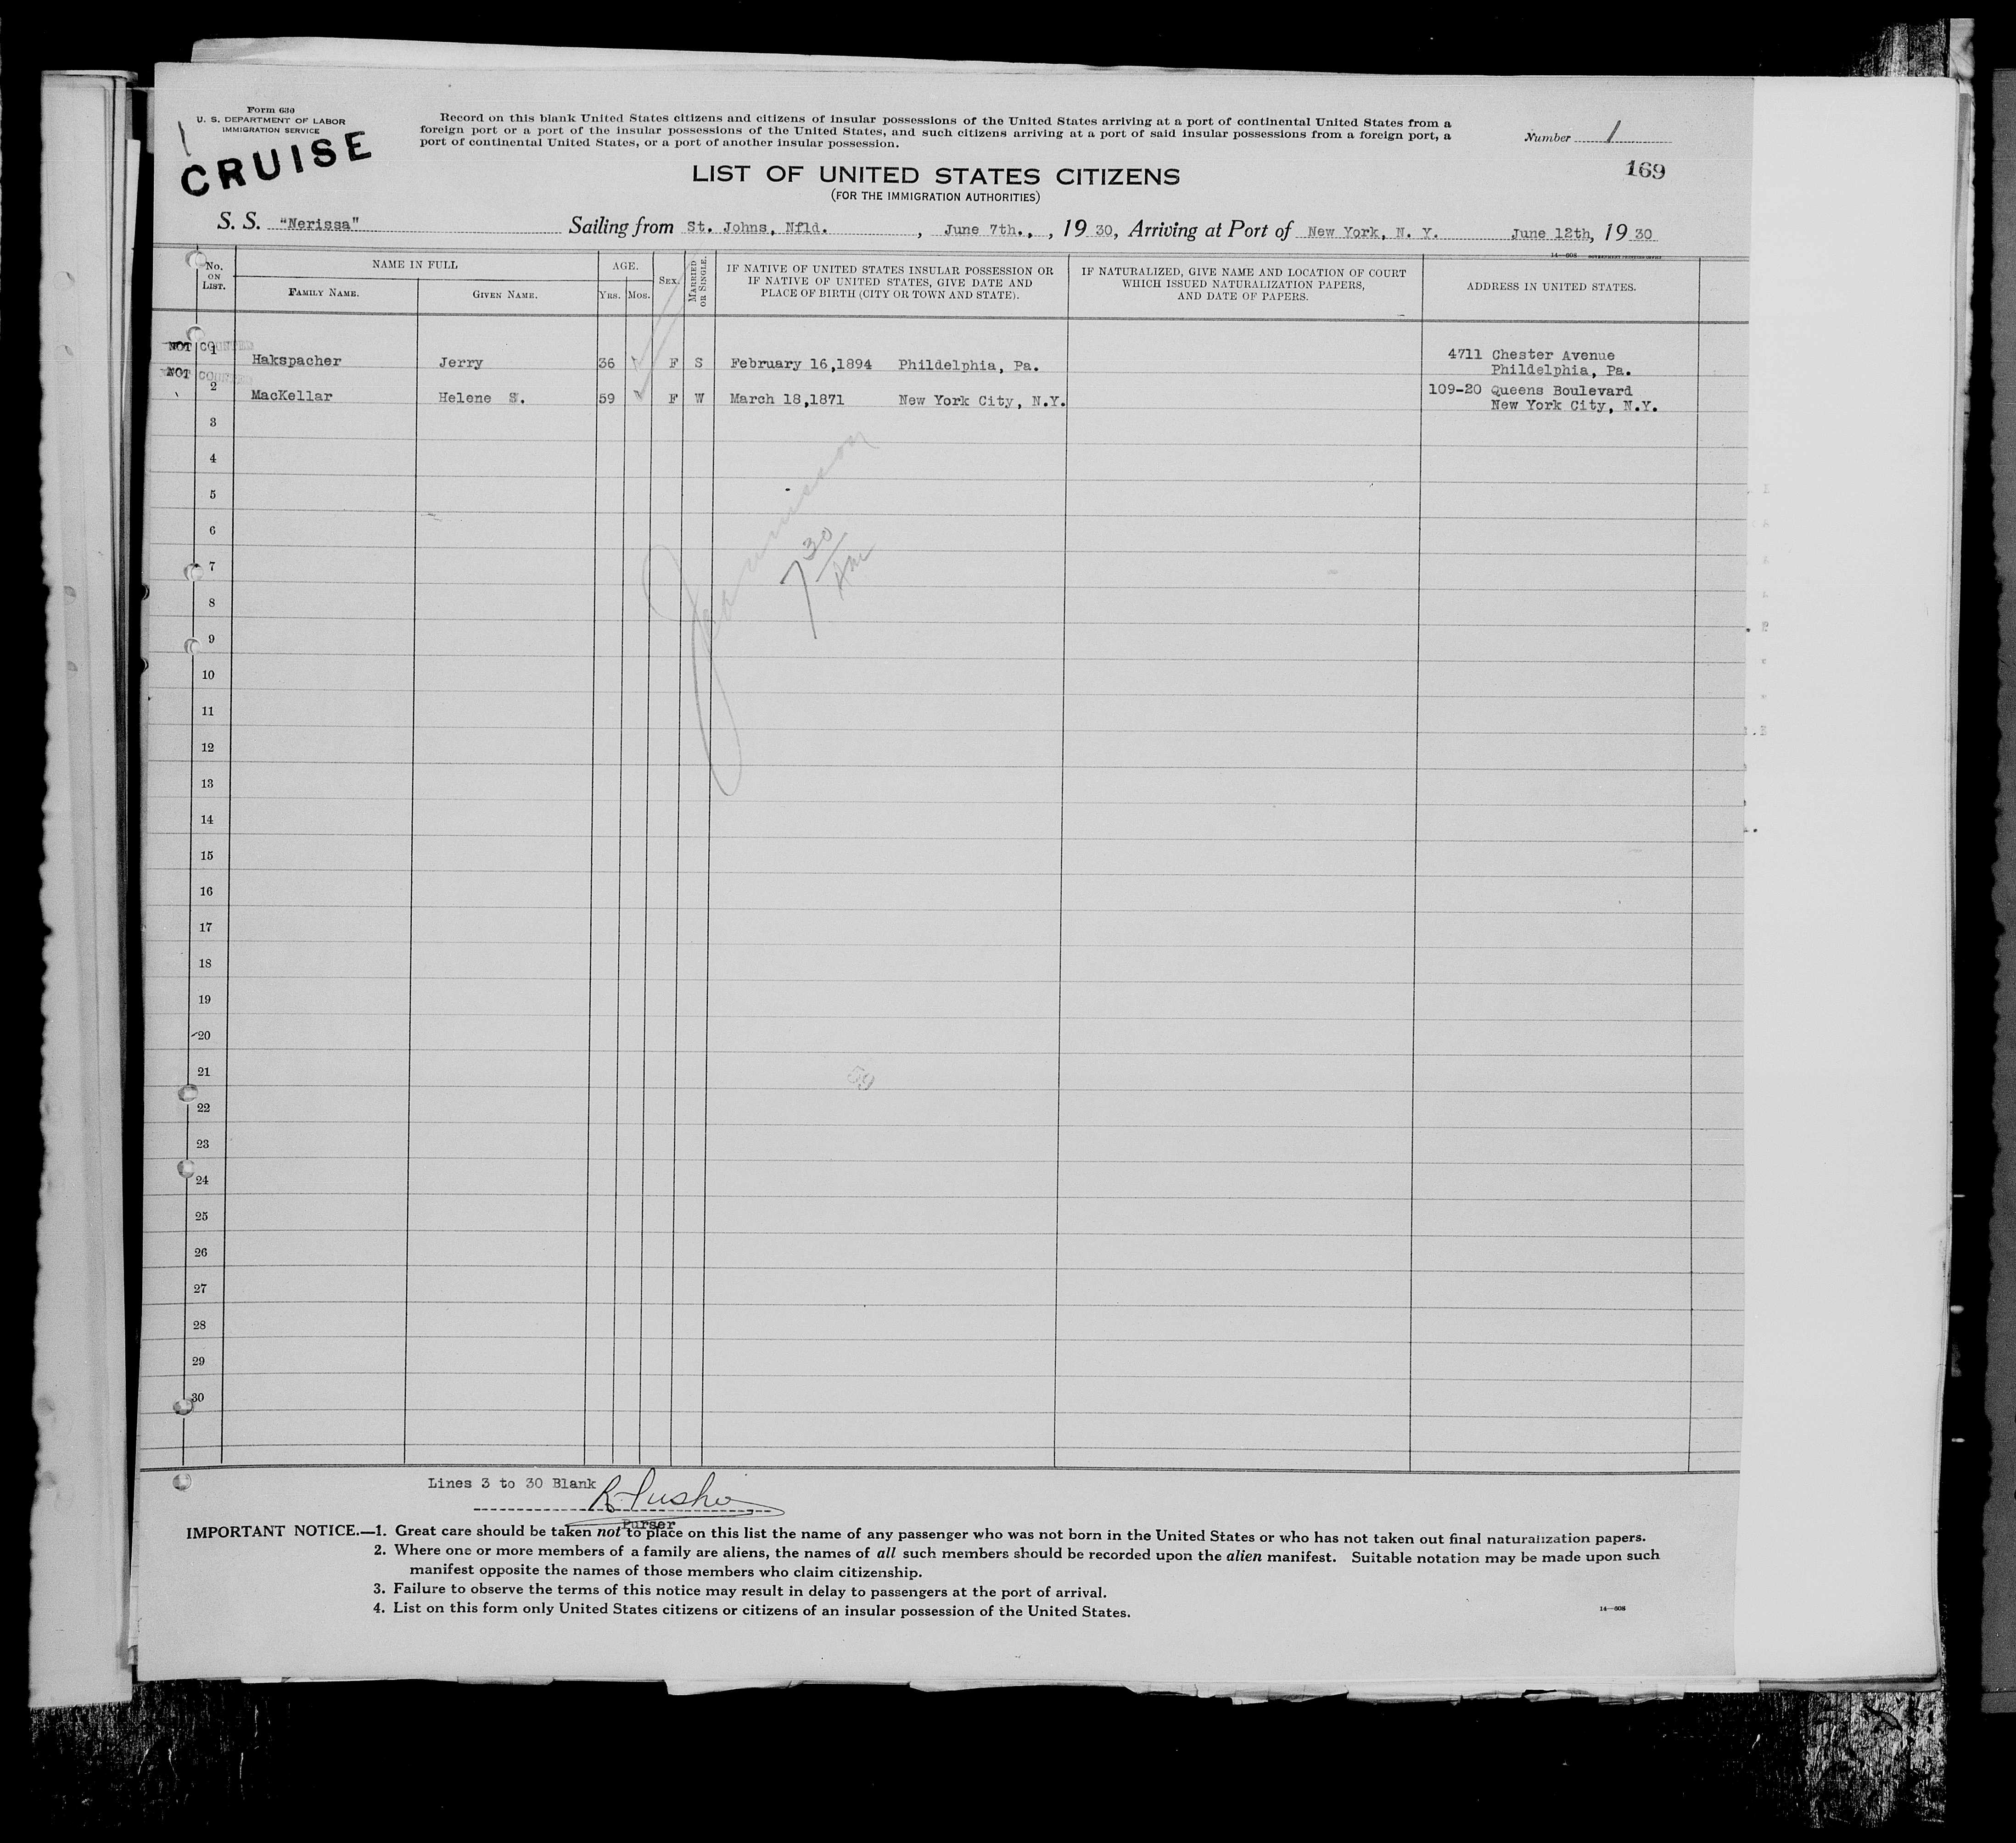 Form 630
U. S. DEPARTMENT OF LABOR
IMMIGRATION SERVICE
CRUISE
Record on this blank United States citizens and citizens of insular possessions of the United States arriving at a port of continental United States from a
foreign port or a port of the insular possessions of the United States, and such citizens arriving at a port of said insular possessions from a foreign port, a
port of continental United States, or a port of another insular possession.
Number 1
169
LIST OF UNITED STATES CITIZENS
(FOR THE IMMIGRATION AUTHORITIES)
S. S. "Nerissa" Sailing from St. Johns, Nfld. , June 7th., , 19 30, Arriving at Port of New York, N. Y. June 12th, 19 30
14—608 GOVERNMENT PRINTING OFFICE
No. ON LIST. NAME IN FULL FAMILY NAME. GIVEN NAME. AGE. YRS. MOS. SEX. MARRIED OR SINGLE. IF NATIVE OF UNITED STATES INSULAR POSSESSION OR IF NATIVE OF UNITED STATES, GIVE DATE AND PLACE OF BIRTH (CITY OR TOWN AND STATE). IF NATURALIZED, GIVE NAME AND LOCATION OF COURT WHICH ISSUED NATURALIZATION PAPERS, AND DATE OF PAPERS. ADDRESS IN UNITED STATES.
NOT COUNTED
1 Hakspacher Jerry 36 F S February 16,1894 Phildelphia, Pa. 4711 Chester Avenue
Phildelphia, Pa.
NOT COUNTED
2 MacKellar Helene S. 59 F W March 18,1871 New York City, N.Y. 109-20 Queens Boulevard
New York City, N.Y.
3
4
5
6
7
7 30 AM
8
9
10
11
12
13
14
15
16
17
18
19
20
21
22
23
24
25
26
27
28
29
30
Lines 3 to 30 Blank
Purser
IMPORTANT NOTICE.—1. Great care should be taken not to place on this list the name of any passenger who was not born in the United States or who has not taken out final naturalization papers.
2. Where one or more members of a family are aliens, the names of all such members should be recorded upon the alien manifest. Suitable notation may be made upon such
manifest opposite the names of those members who claim citizenship.
3. Failure to observe the terms of this notice may result in delay to passengers at the port of arrival.
4. List on this form only United States citizens or citizens of an insular possession of the United States.
14—608